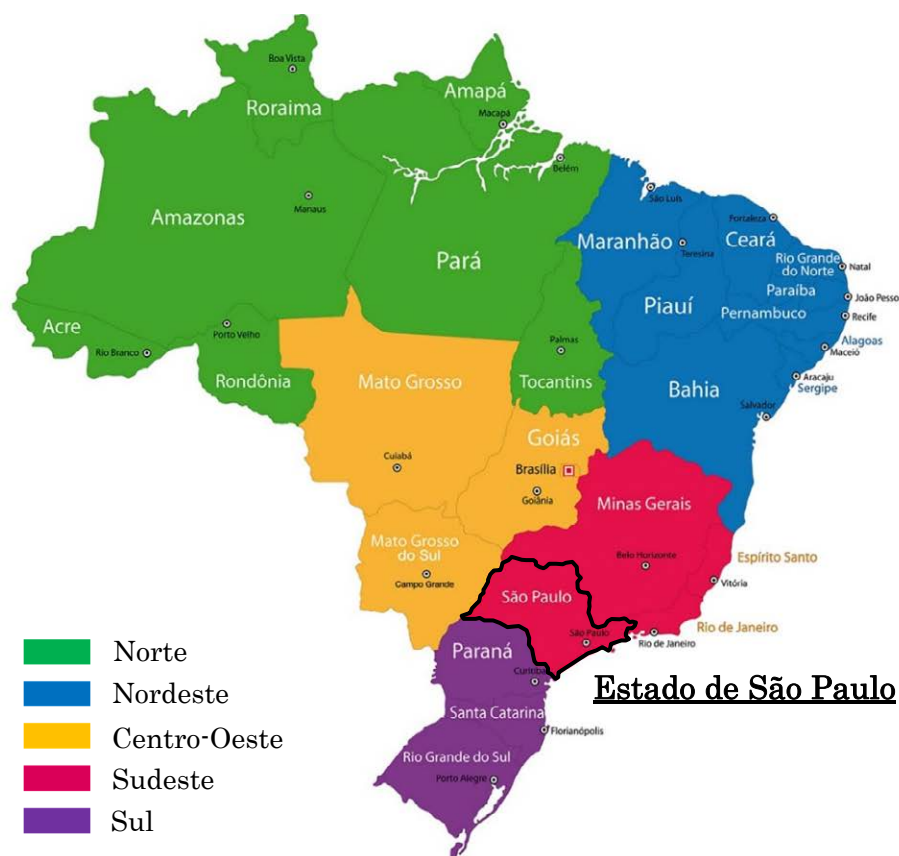 Boa Vista
Roraima
Amapá
Macapá
Belém
Amazonas
Manaus
Pará
São Luís
Maranhão
Teresina
Fortaleza
Ceará
Rio Grande
do Norte
Natal
Paraíba
João Pesso
Piauí
Pernambuco
Recife
Alagoas
Maceió
Acre
Rio Branco
Porto Velho
Rondônia
Mato Grosso
Palmas
Tocantins
Bahia
Aracaju
Sergipe
Salvador
Goiás
Cuiabá
Brasília
Goiânia
Minas Gerais
Mato Grosso
do Sul
Campo Grande
Belo Horizonte
Espírito Santo
Vitória
São Paulo
São Paulo
Rio de Janeiro
Rio de Janeiro
Paraná
Curitiba
Estado de São Paulo
Santa Catarina
Florianópolis
Rio Grande do Sul
Porto Alegre
Norte
Nordeste
Centro-Oeste
Sudeste
Sul